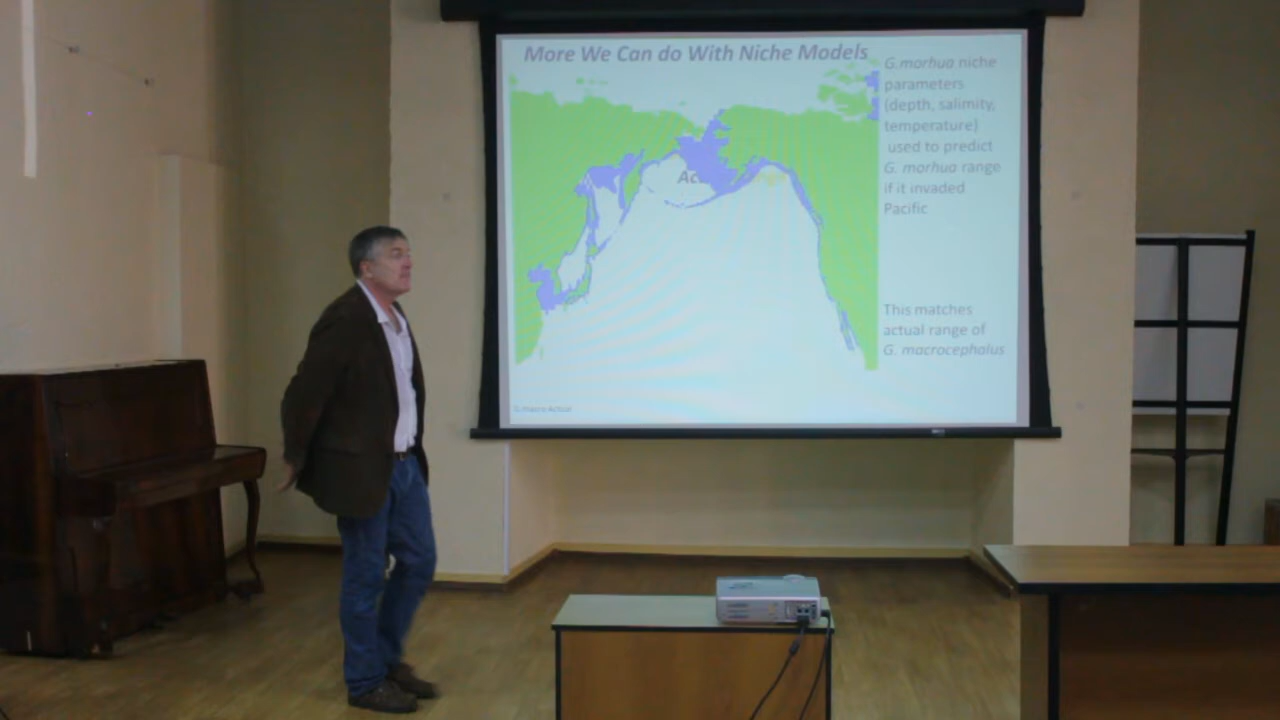 More We Can do With Niche Models
G.morhua niche
parameters
(depth, salimity,
temperature)
used to predict
G. morhua range
if it invaded
Pacific
This matches
actual range of
G. macrocephalus